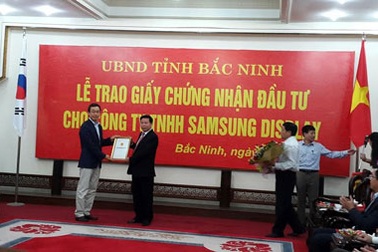 UBND TỈNH BẮC NINH
LỄ TRAO GIẤY CHỨNG NHẬN ĐẦU TƯ
CHO CÔNG TY TNHH SAMSUNG DISPLAY
Bắc Ninh, ngày